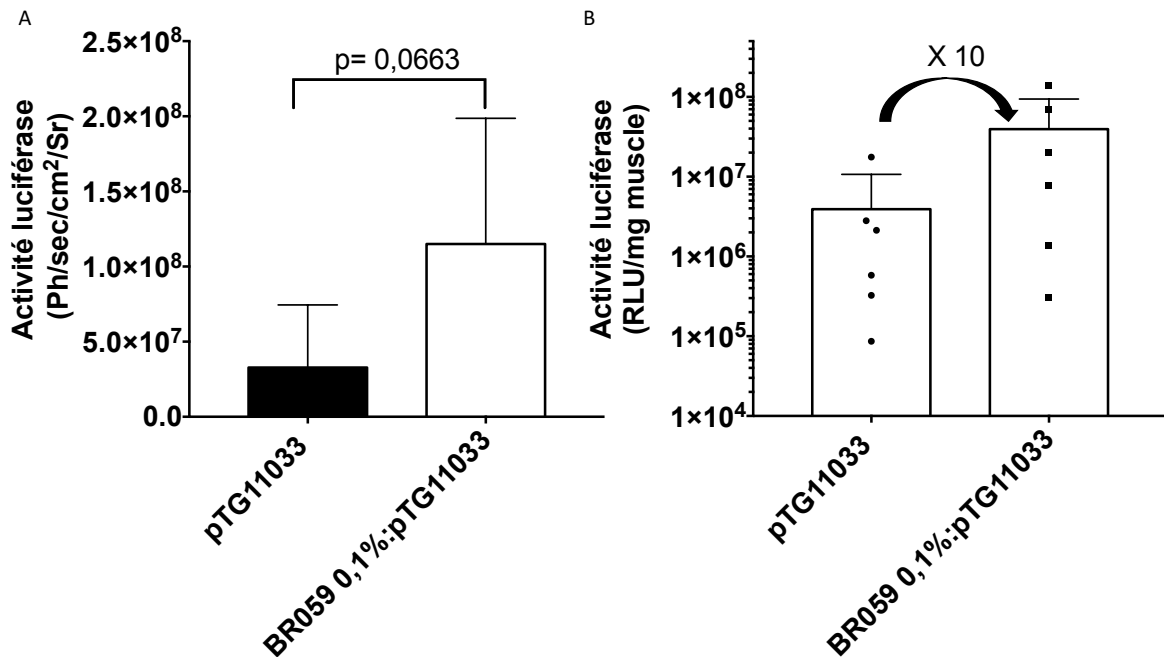 A
Activité luciférase
(Ph/sec/cm²/Sr)
2.5×10⁸
2.0×10⁸
1.5×10⁸
1.0×10⁸
5.0×10⁷
0.0
p= 0,0663
pTG11033
BR059 0,1%:pTG11033
B
Activité luciférase
(RLU/mg muscle)
1×10⁸
1×10⁷
1×10⁶
1×10⁵
1×10⁴
X 10
pTG11033
BR059 0,1%:pTG11033